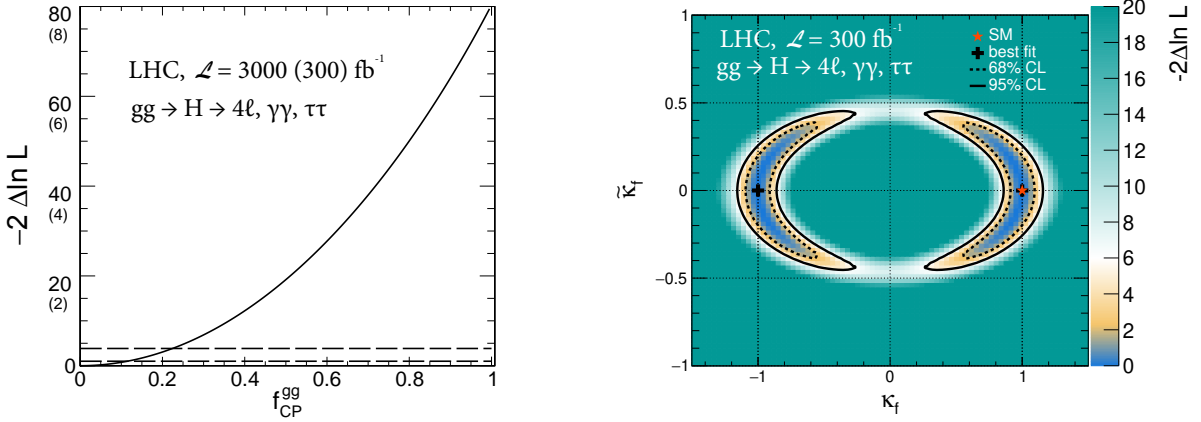 80
(8)
60
(6)
40
(4)
20
(2)
0
−2 Δln L
LHC, ℒ = 3000 (300) fb⁻¹
gg → H → 4ℓ, γγ, ττ
0 0.2 0.4 0.6 0.8 1
f_CP^gg
1
0.5
0
−0.5
−1
κ̃_f
LHC, ℒ = 300 fb⁻¹
gg → H → 4ℓ, γγ, ττ
SM
best fit
68% CL
95% CL
−1 0 1
κ_f
20
18
16
14
12
10
8
6
4
2
0
-2Δln L